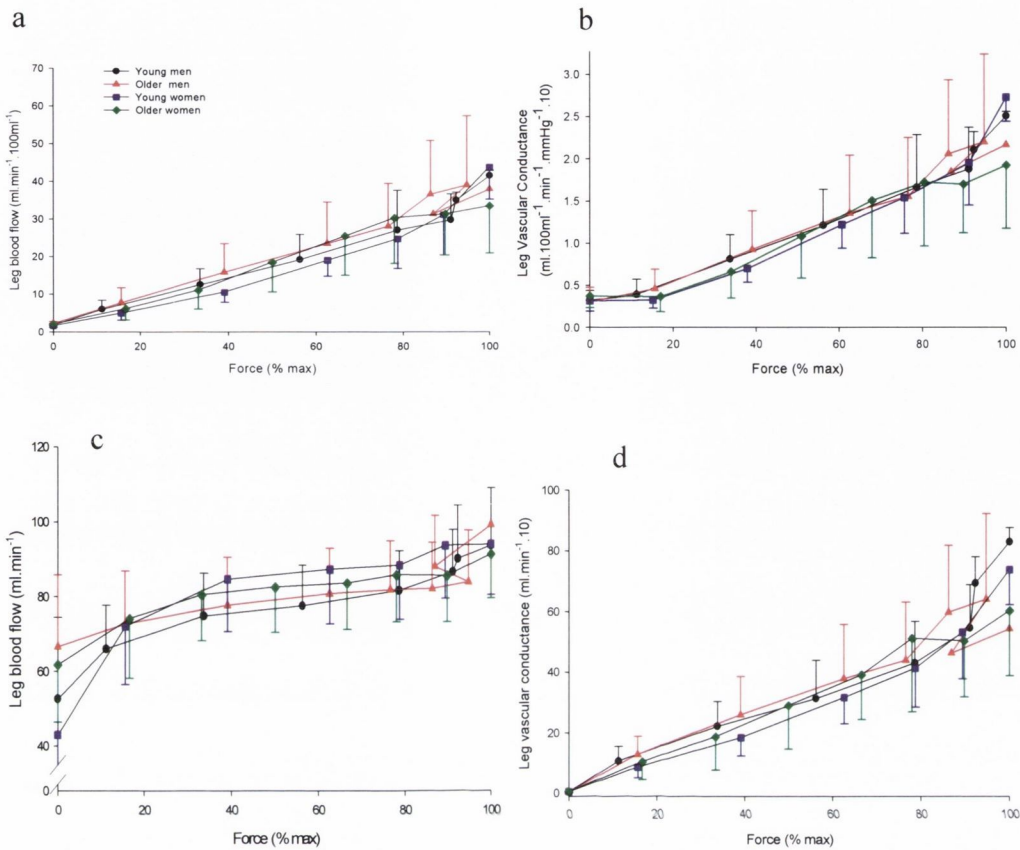 a
70
60
50
40
30
20
10
0
Leg blood flow (ml.min⁻¹.100ml⁻¹)
Young men
Older men
Young women
Older women
0 20 40 60 80 100
Force (% max)
b
3.0
2.5
2.0
1.5
1.0
0.5
0.0
Leg Vascular Conductance
(ml.100ml⁻¹.min⁻¹.mmHg⁻¹.10)
0 20 40 60 80 100
Force (% max)
c
120
100
80
60
40
0
Leg blood flow (ml.min⁻¹)
0 20 40 60 80 100
Force (% max)
d
100
80
60
40
20
0
Leg vascular conductance (ml.min⁻¹.10)
0 20 40 60 80 100
Force (% max)